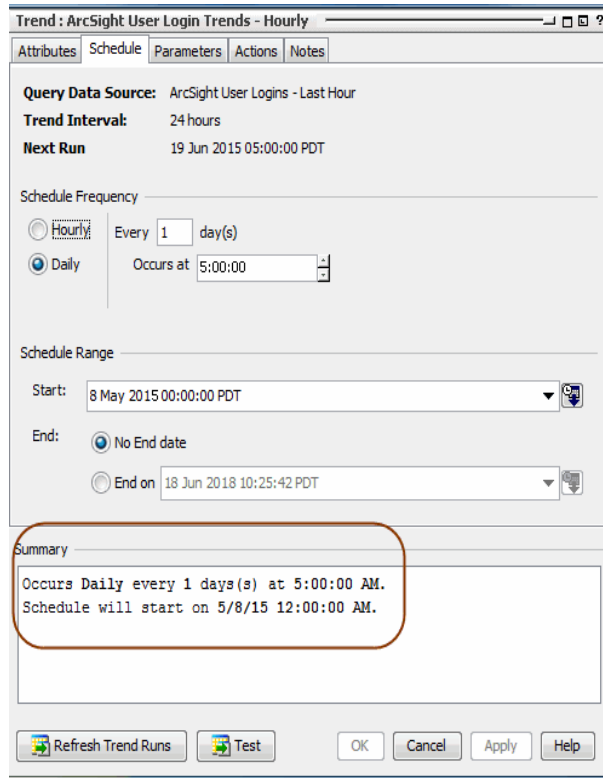 Trend : ArcSight User Login Trends - Hourly
Attributes Schedule Parameters Actions Notes
Query Data Source: ArcSight User Logins - Last Hour
Trend Interval: 24 hours
Next Run 19 Jun 2015 05:00:00 PDT
Schedule Frequency
Hourly Every 1 day(s)
Daily Occurs at 5:00:00
Schedule Range
Start: 8 May 2015 00:00:00 PDT
End: No End date
End on 18 Jun 2018 10:25:42 PDT
Summary
Occurs Daily every 1 days(s) at 5:00:00 AM.
Schedule will start on 5/8/15 12:00:00 AM.
Refresh Trend Runs Test OK Cancel Apply Help